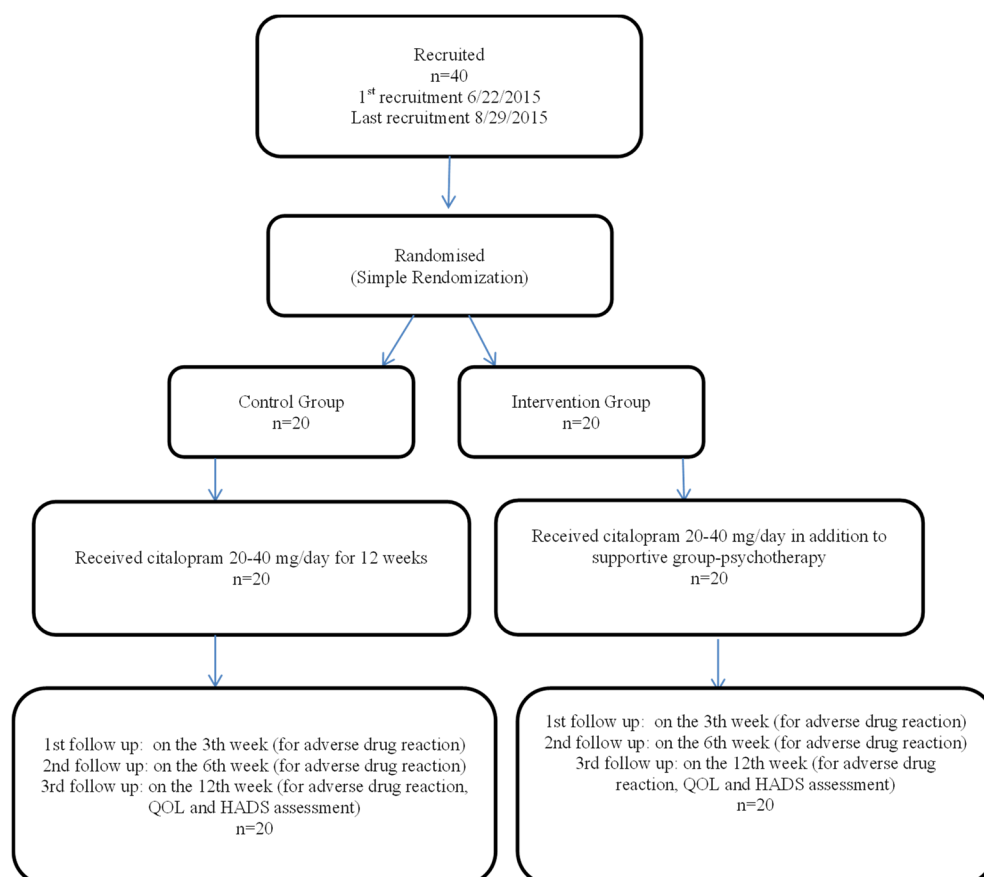 Recruited
n=40
1st recruitment 6/22/2015
Last recruitment 8/29/2015
Randomised
(Simple Rendomization)
Control Group
n=20
Intervention Group
n=20
Received citalopram 20-40 mg/day for 12 weeks
n=20
Received citalopram 20-40 mg/day in addition to
supportive group-psychotherapy
n=20
1st follow up: on the 3th week (for adverse drug reaction)
2nd follow up: on the 6th week (for adverse drug reaction)
3rd follow up: on the 12th week (for adverse drug reaction,
QOL and HADS assessment)
n=20
1st follow up: on the 3th week (for adverse drug reaction)
2nd follow up: on the 6th week (for adverse drug reaction)
3rd follow up: on the 12th week (for adverse drug
reaction, QOL and HADS assessment)
n=20